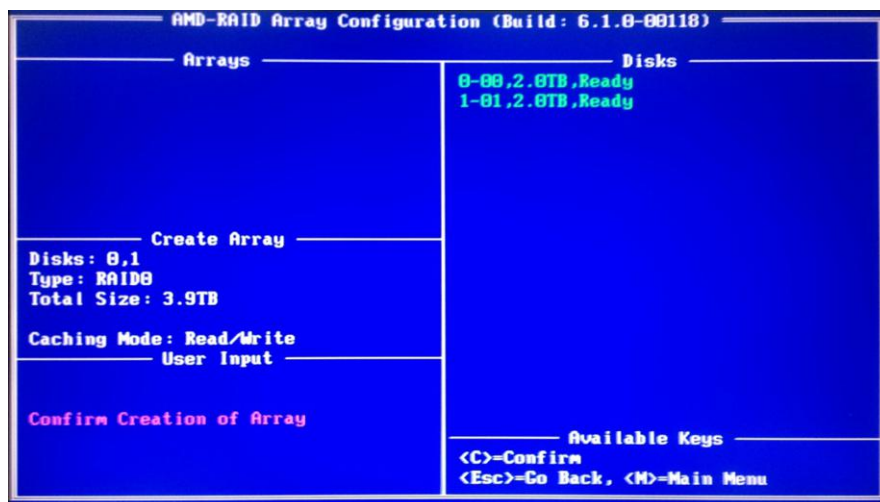 AMD-RAID Array Configuration (Build: 6.1.0-00118)
Arrays
Disks
0-00,2.0TB,Ready
1-01,2.0TB,Ready
Create Array
Disks: 0,1
Type: RAID0
Total Size: 3.9TB
Caching Mode: Read/Write
User Input
Confirm Creation of Array
Available Keys
<C>=Confirm
<Esc>=Go Back, <M>=Main Menu